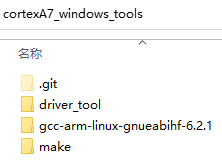 cortexA7_windows_tools
名称
.git
driver_tool
gcc-arm-linux-gnueabihf-6.2.1
make